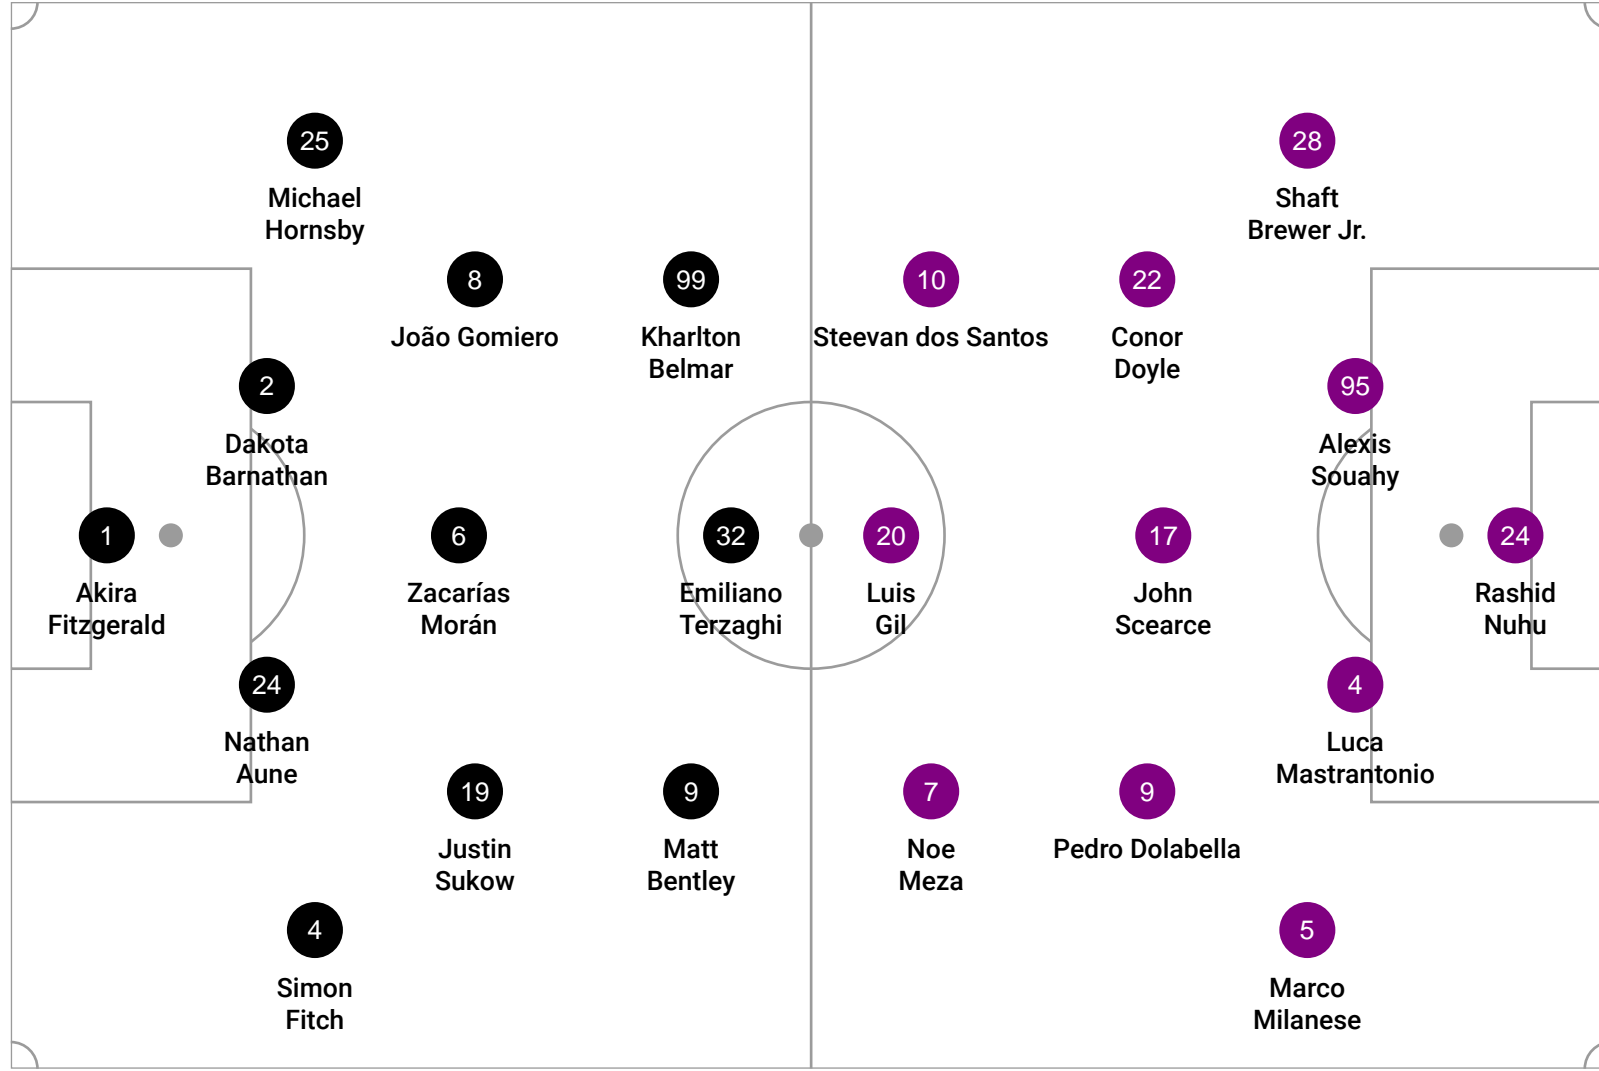 25
Michael
Hornsby
28
Shaft
Brewer Jr.
8
João Gomiero
99
Kharlton
Belmar
10
Steevan dos Santos
22
Conor
Doyle
2
Dakota
Barnathan
95
Alexis
Souahy
1
Akira
Fitzgerald
6
Zacarías
Morán
32
Emiliano
Terzaghi
20
Luis
Gil
17
John
Scearce
24
Rashid
Nuhu
24
Nathan
Aune
4
Luca
Mastrantonio
19
Justin
Sukow
9
Matt
Bentley
7
Noe
Meza
9
Pedro Dolabella
4
Simon
Fitch
5
Marco
Milanese